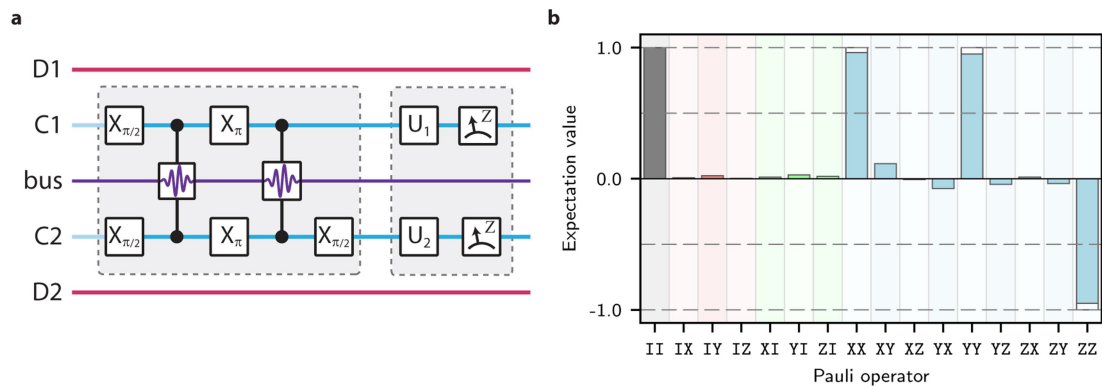 a
D1
C1 X π/2 X π U 1 Z
bus
C2 X π/2 X π X π/2 U 2 Z
D2
b
Expectation value
1.0
0.0
-1.0
II IX IY IZ XI YI ZI XX XY XZ YX YY YZ ZX ZY ZZ
Pauli operator